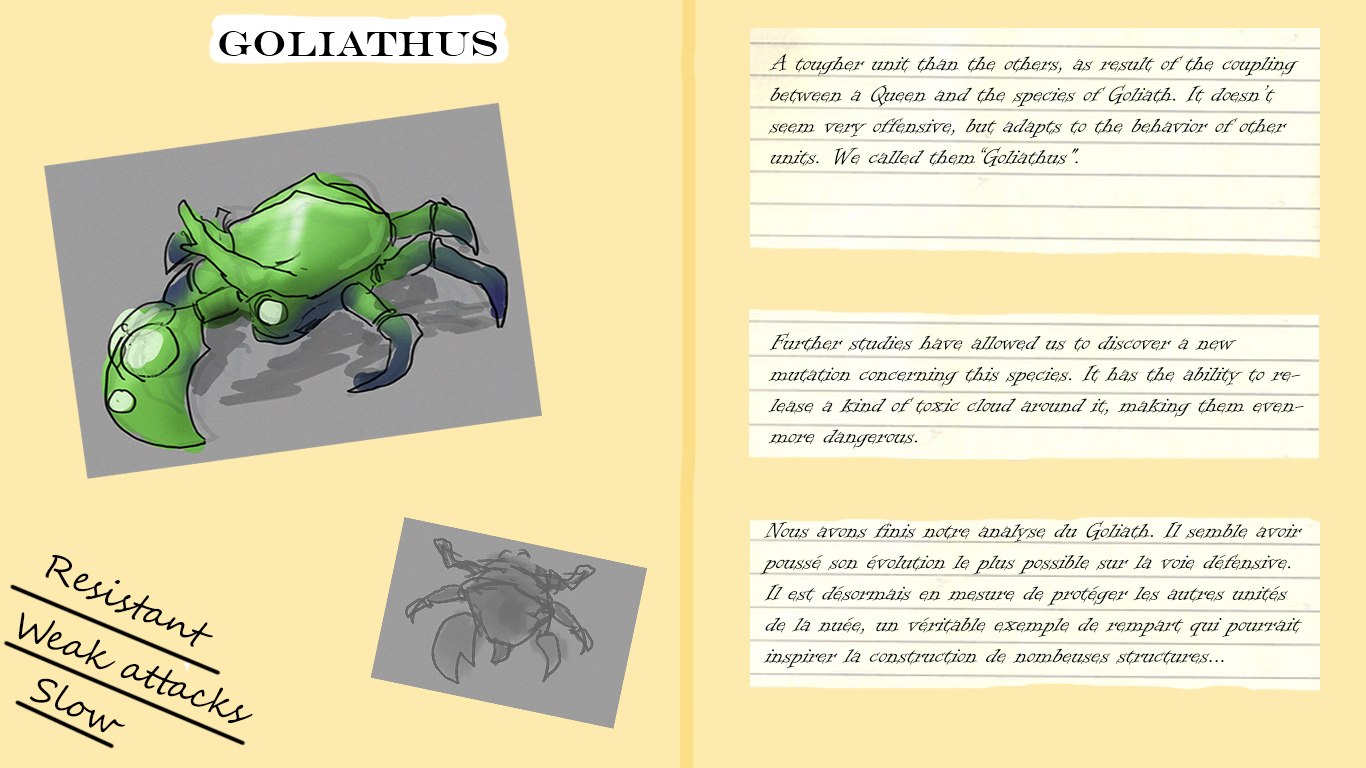 GOLIATHUS
Resistant
Weak attacks
Slow
A tougher unit than the others, as result of the coupling
between a Queen and the species of Goliath. It doesn't
seem very offensive, but adapts to the behavior of other
units. We called them "Goliathus".
Further studies have allowed us to discover a new
mutation concerning this species. It has the ability to re-
lease a kind of toxic cloud around it, making them even-
more dangerous.
Nous avons finis notre analyse du Goliath. Il semble avoir
poussé son évolution le plus possible sur la voie défensive.
Il est désormais en mesure de protéger les autres unités
de la nuée, un véritable exemple de rempart qui pourrait
inspirer la construction de nombeuses structures...